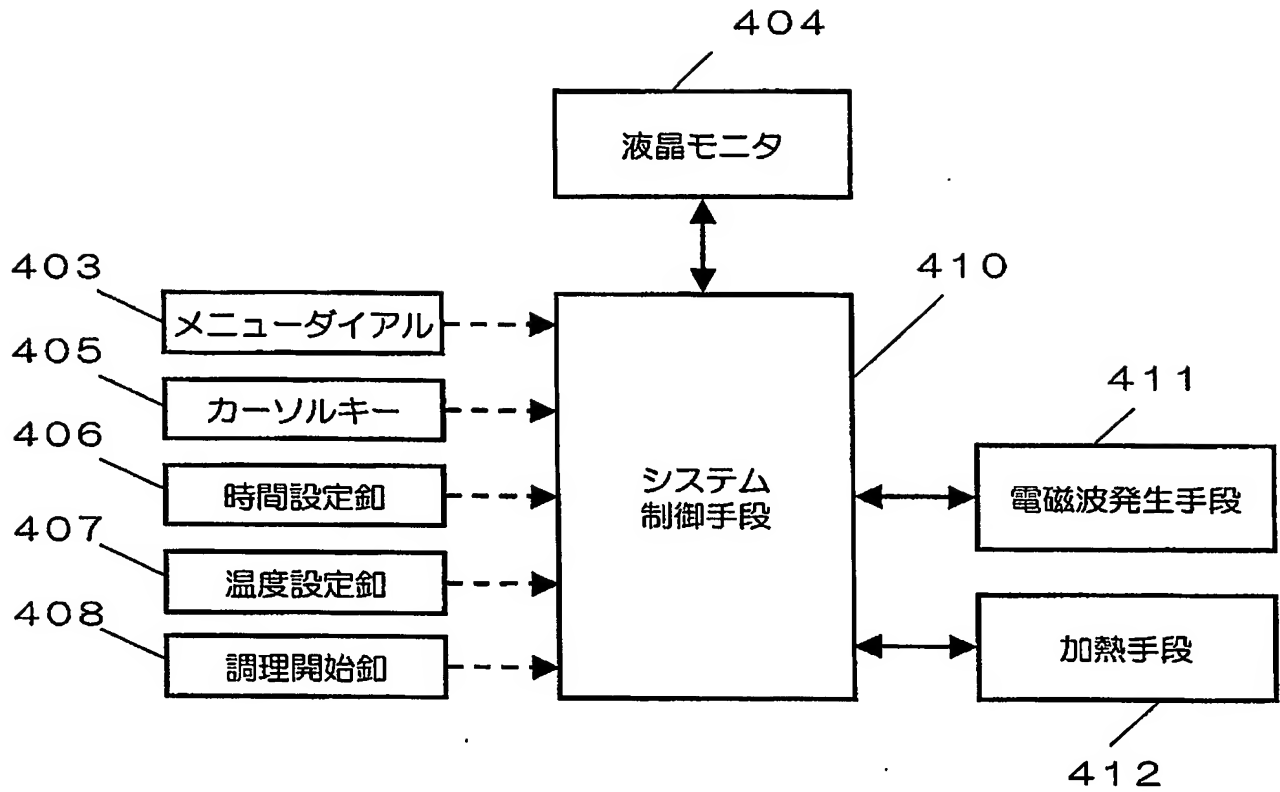 404
液晶モニタ
403
メニューダイアル
410
405
カーソルキー
411
406
時間設定釦
システム
制御手段
電磁波発生手段
407
温度設定釦
408
調理開始釦
加熱手段
412